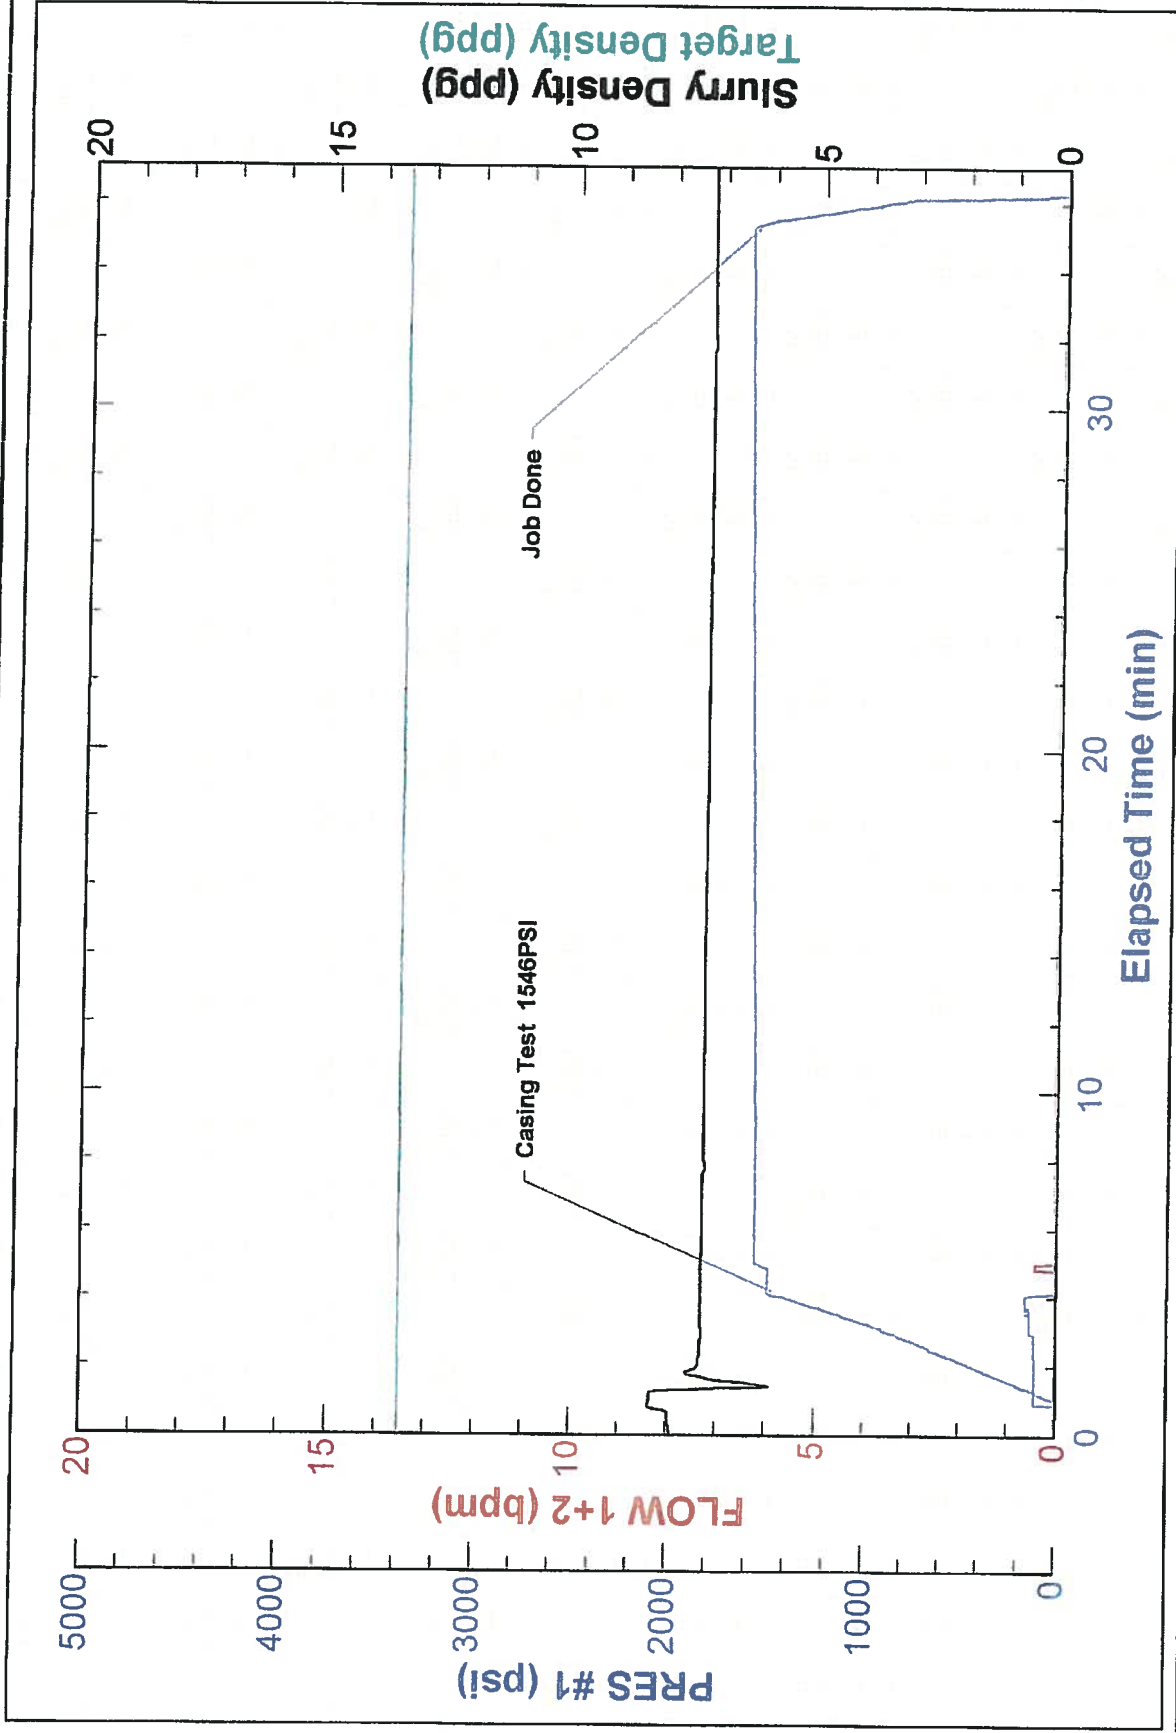 PRES #1 (psi)
5000
4000
3000
2000
1000
0
FLOW 1+2 (bpm)
20
15
10
5
0
Casing Test 1546PSI
Job Done
20
15
10
5
0
Slurry Density (ppg)
Target Density (ppg)
0
10
20
30
Elapsed Time (min)